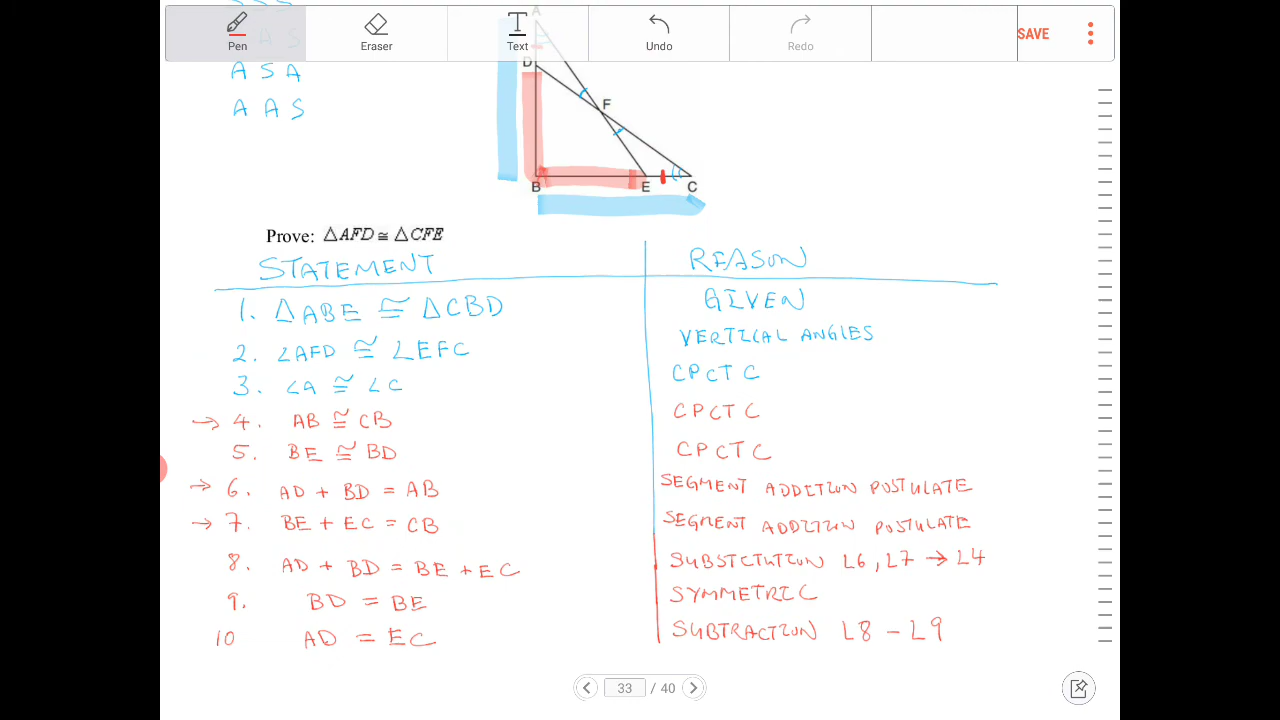 S S S
S A S
A S A
A A S
Pen
Eraser
Text
Undo
Redo
SAVE
A
D
F
B
E
C
Prove: △AFD ≅ △CFE
STATEMENT
REASON
1. △ABE ≅ △CBD
GIVEN
2. ∠AFD ≅ ∠EFC
VERTICAL ANGLES
3. ∠A ≅ ∠C
CPCTC
→ 4. AB ≅ CB
CPCTC
5. BE ≅ BD
CPCTC
→ 6. AD + BD = AB
SEGMENT ADDITION POSTULATE
→ 7. BE + EC = CB
SEGMENT ADDITION POSTULATE
8. AD + BD = BE + EC
SUBSTITUTION L6, L7 → L4
9. BD = BE
SYMMETRIC
10 AD = EC
SUBTRACTION L8 - L9
33 / 40